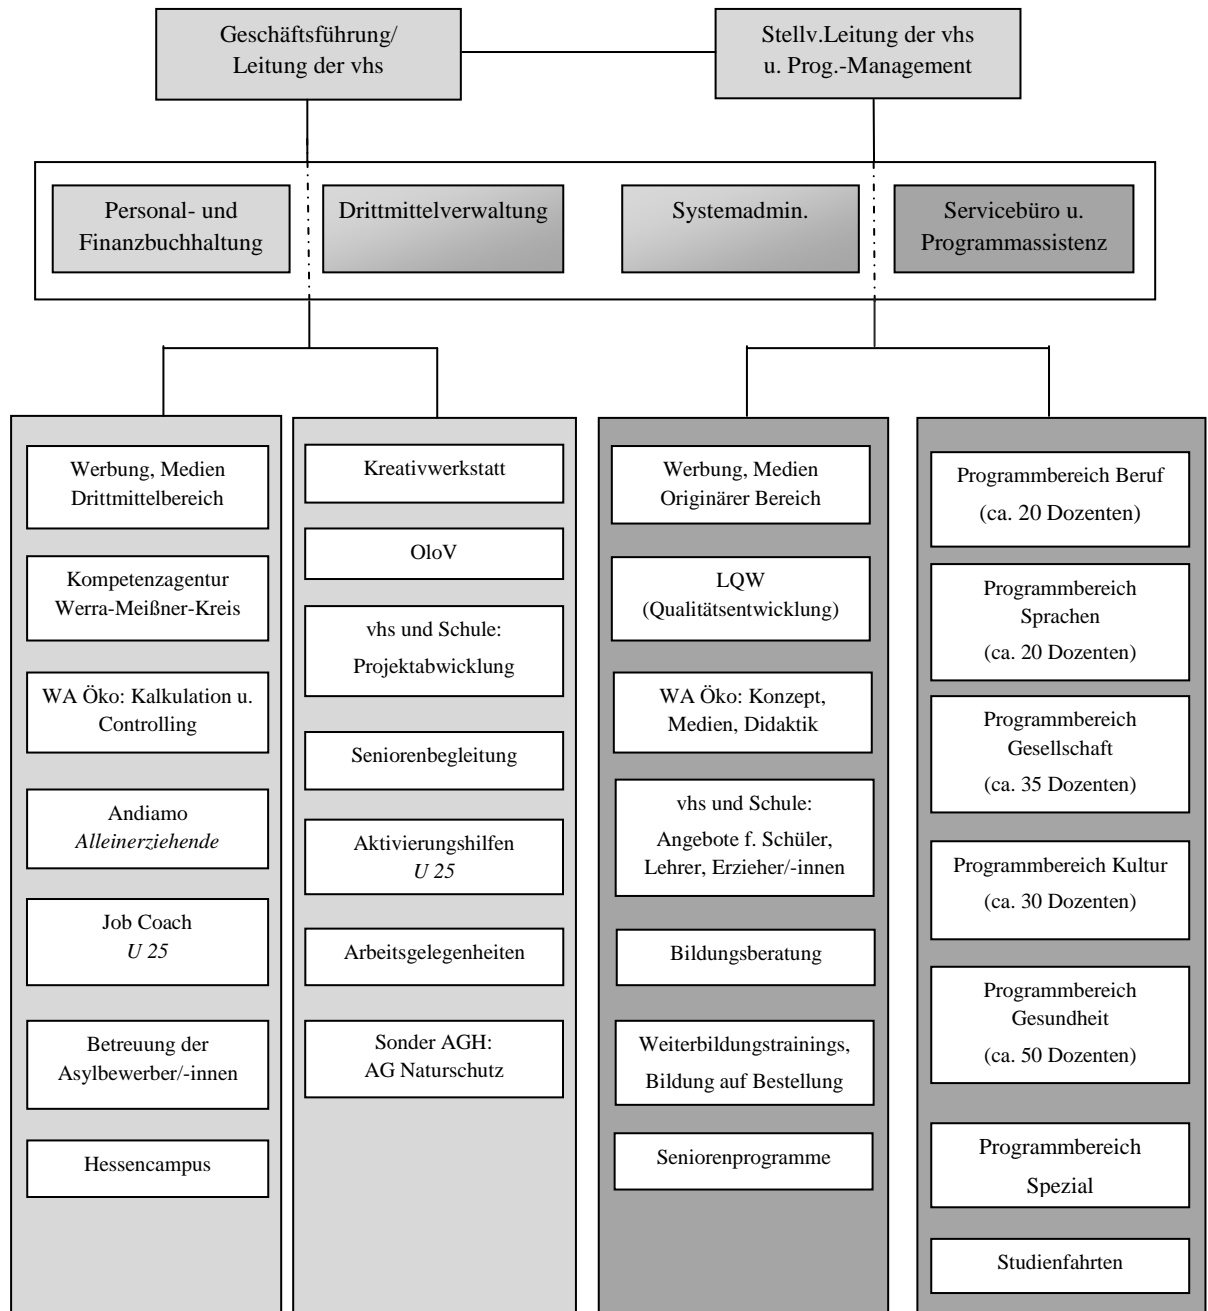 Geschäftsführung/
Leitung der vhs
Stellv.Leitung der vhs
u. Prog.-Management
Personal- und
Finanzbuchhaltung
Drittmittelverwaltung
Systemadmin.
Servicebüro u.
Programmassistenz
Werbung, Medien
Drittmittelbereich
Kompetenzagentur
Werra-Meißner-Kreis
WA Öko: Kalkulation u.
Controlling
Andiamo
Alleinerziehende
Job Coach
U 25
Betreuung der
Asylbewerber/-innen
Hessencampus
Kreativwerkstatt
OloV
vhs und Schule:
Projektabwicklung
Seniorenbegleitung
Aktivierungshilfen
U 25
Arbeitsgelegenheiten
Sonder AGH:
AG Naturschutz
Werbung, Medien
Originärer Bereich
LQW
(Qualitätsentwicklung)
WA Öko: Konzept,
Medien, Didaktik
vhs und Schule:
Angebote f. Schüler,
Lehrer, Erzieher/-innen
Bildungsberatung
Weiterbildungstrainings,
Bildung auf Bestellung
Seniorenprogramme
Programmbereich Beruf
(ca. 20 Dozenten)
Programmbereich
Sprachen
(ca. 20 Dozenten)
Programmbereich
Gesellschaft
(ca. 35 Dozenten)
Programmbereich Kultur
(ca. 30 Dozenten)
Programmbereich
Gesundheit
(ca. 50 Dozenten)
Programmbereich
Spezial
Studienfahrten